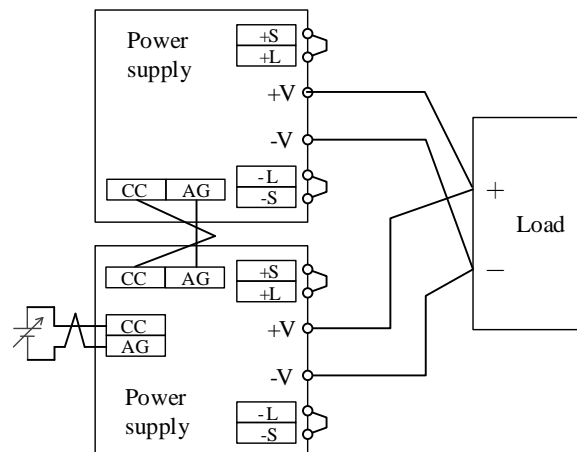 Power
supply
+S
+L
+V
-V
-L
-S
CC AG
+
Load
−
CC AG
+S
+L
CC
AG
+V
-V
Power
supply
-L
-S